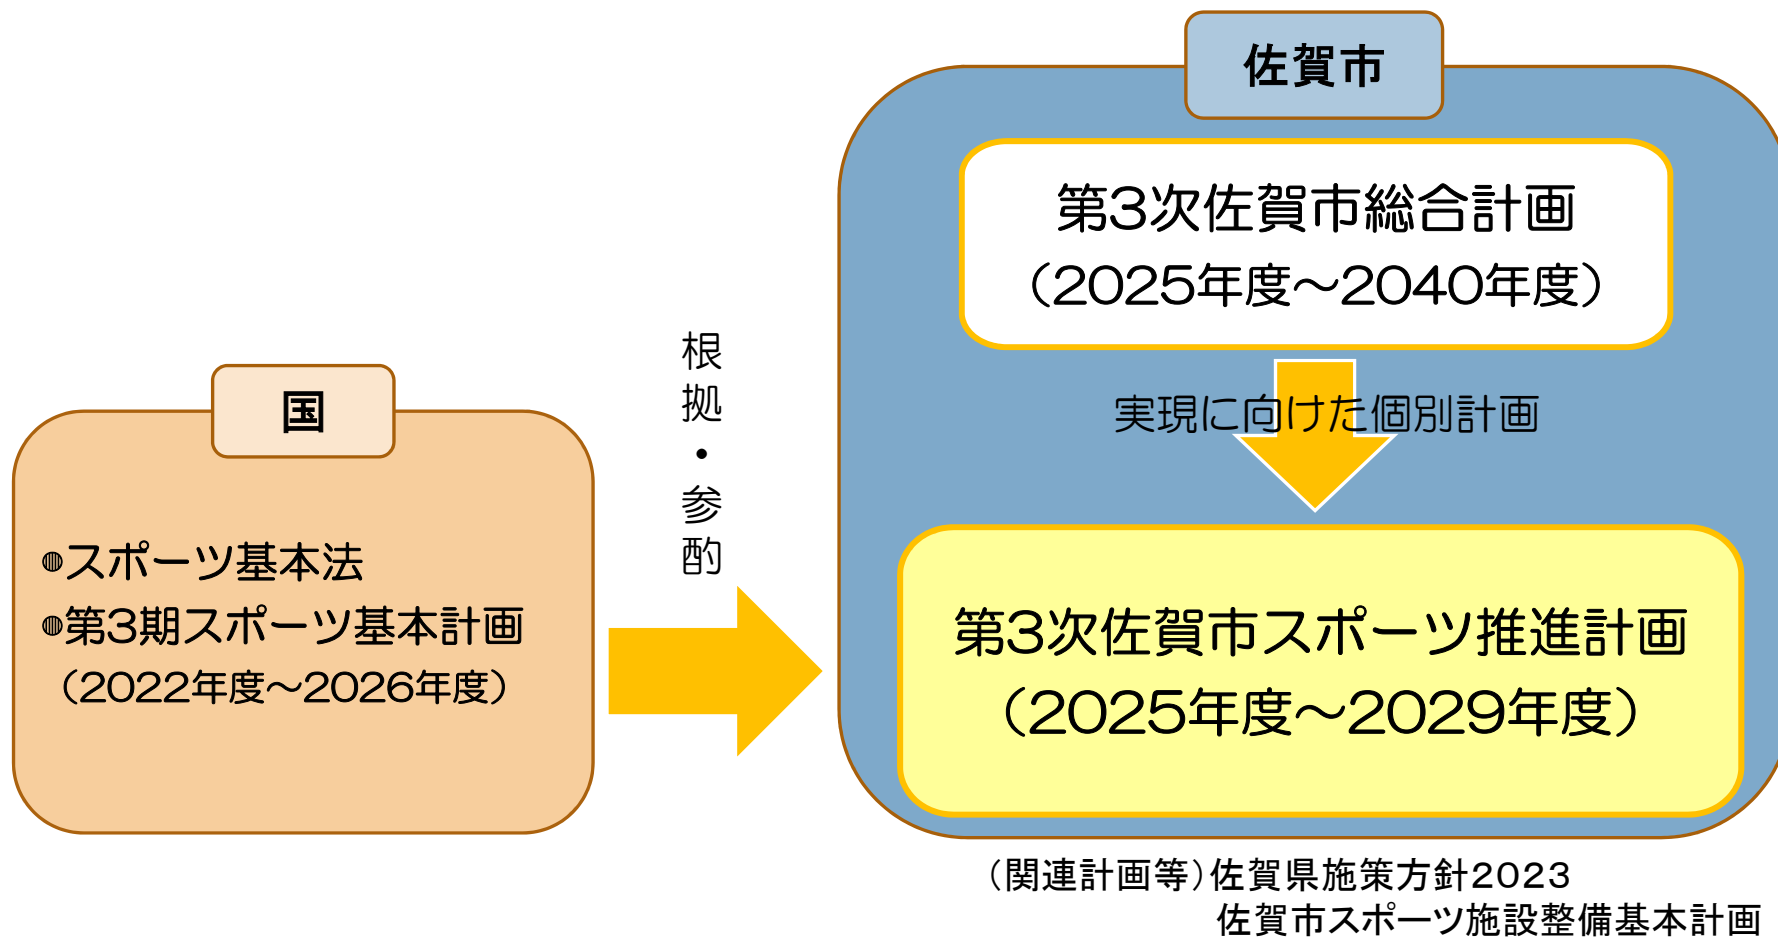 国
◍スポーツ基本法
◍第3期スポーツ基本計画
（2022年度～2026年度）
根拠・参酌
佐賀市
第3次佐賀市総合計画
（2025年度～2040年度）
実現に向けた個別計画
第3次佐賀市スポーツ推進計画
（2025年度～2029年度）
（関連計画等）佐賀県施策方針2023
佐賀市スポーツ施設整備基本計画